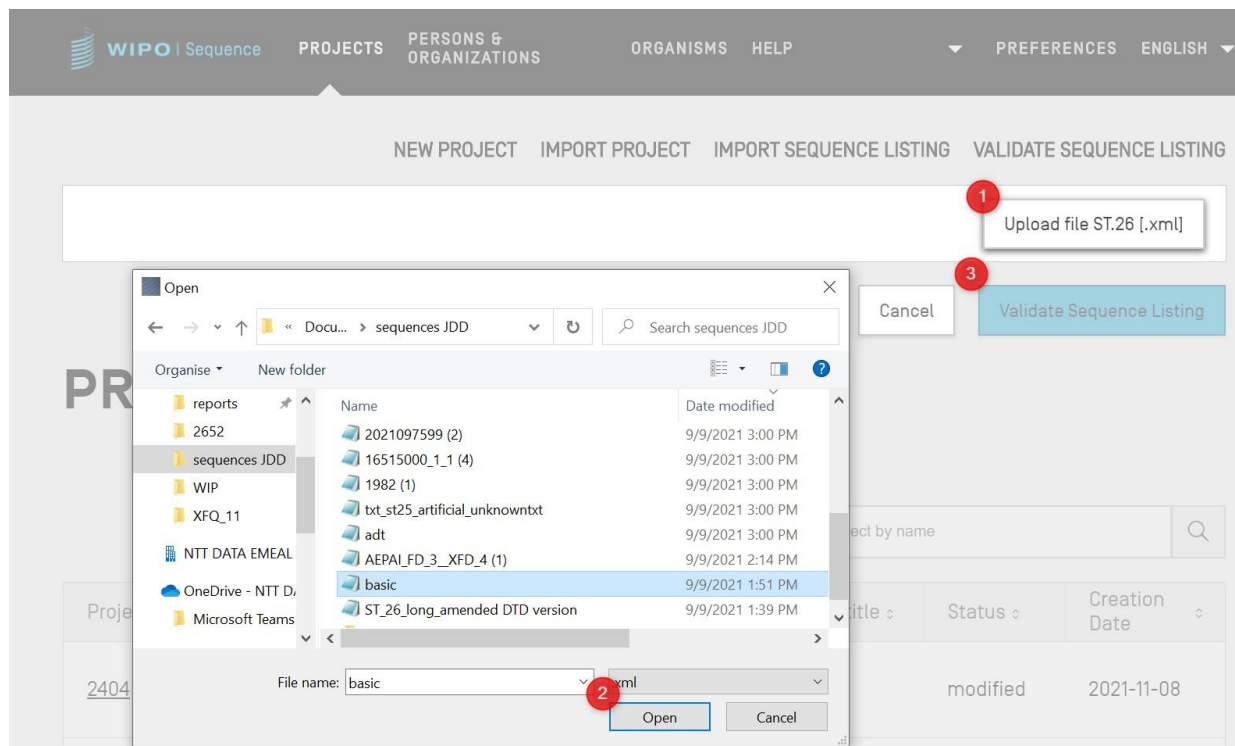 WIPO | Sequence PROJECTS PERSONS & ORGANIZATIONS ORGANISMS HELP PREFERENCES ENGLISH
NEW PROJECT IMPORT PROJECT IMPORT SEQUENCE LISTING VALIDATE SEQUENCE LISTING
1
Upload file ST.26 [.xml]
3
Cancel Validate Sequence Listing
Open
« Docu... > sequences JDD Search sequences JDD
Organise New folder
PR
reports
2652
sequences JDD
WIP
XFQ_11
NTT DATA EMEAL
OneDrive - NTT D
Microsoft Teams
Name Date modified
2021097599 (2) 9/9/2021 3:00 PM
16515000_1_1 (4) 9/9/2021 3:00 PM
1982 (1) 9/9/2021 3:00 PM
txt_st25_artificial_unknowntxt 9/9/2021 3:00 PM
adt 9/9/2021 3:00 PM
AEPAI_FD_3__XFD_4 (1) 9/9/2021 2:14 PM
basic 9/9/2021 1:51 PM
ST_26_long_amended DTD version 9/9/2021 1:39 PM
File name: basic .xml
2
Open Cancel
ect by name
Proje title Status Creation Date
2404 modified 2021-11-08